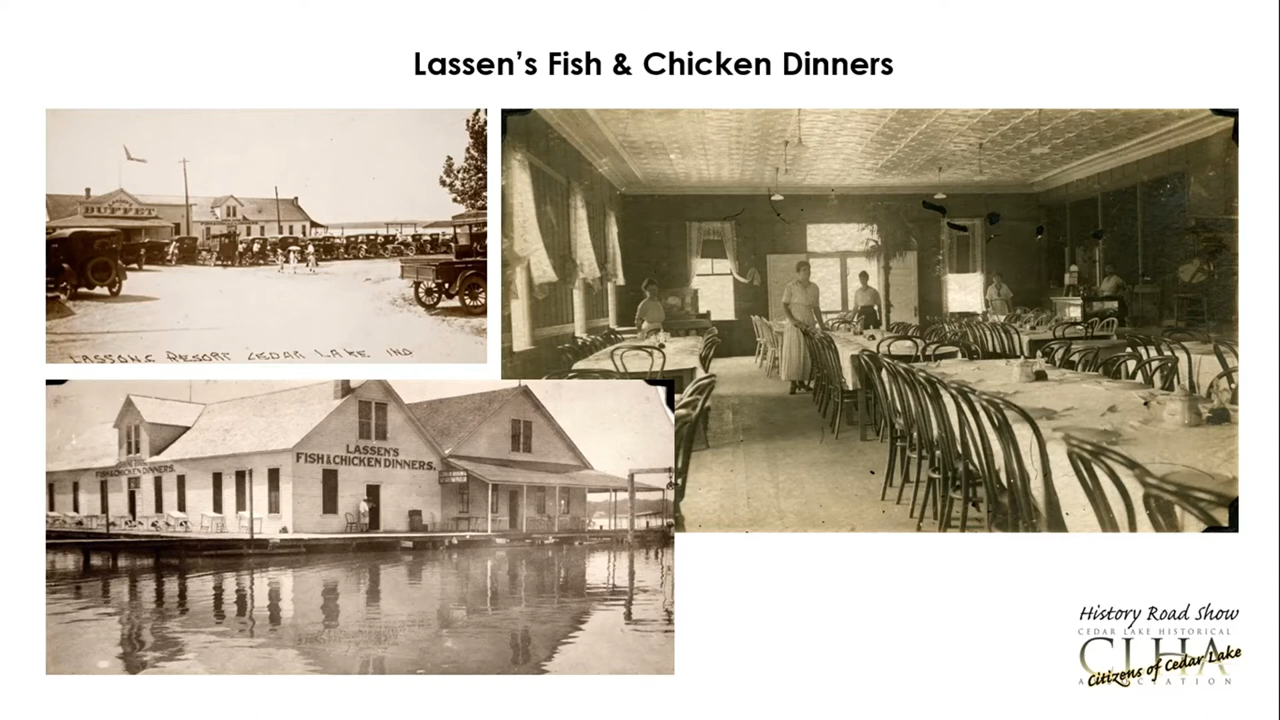 Lassen's Fish & Chicken Dinners
BUFFET
LASSONS RESORT CEDAR LAKE IND
FISH & CHICKEN DINNERS.
LASSEN'S
FISH & CHICKEN DINNERS.
History Road Show
CEDAR LAKE HISTORICAL
CLHA
Citizens of Cedar Lake
ASSOCIATION